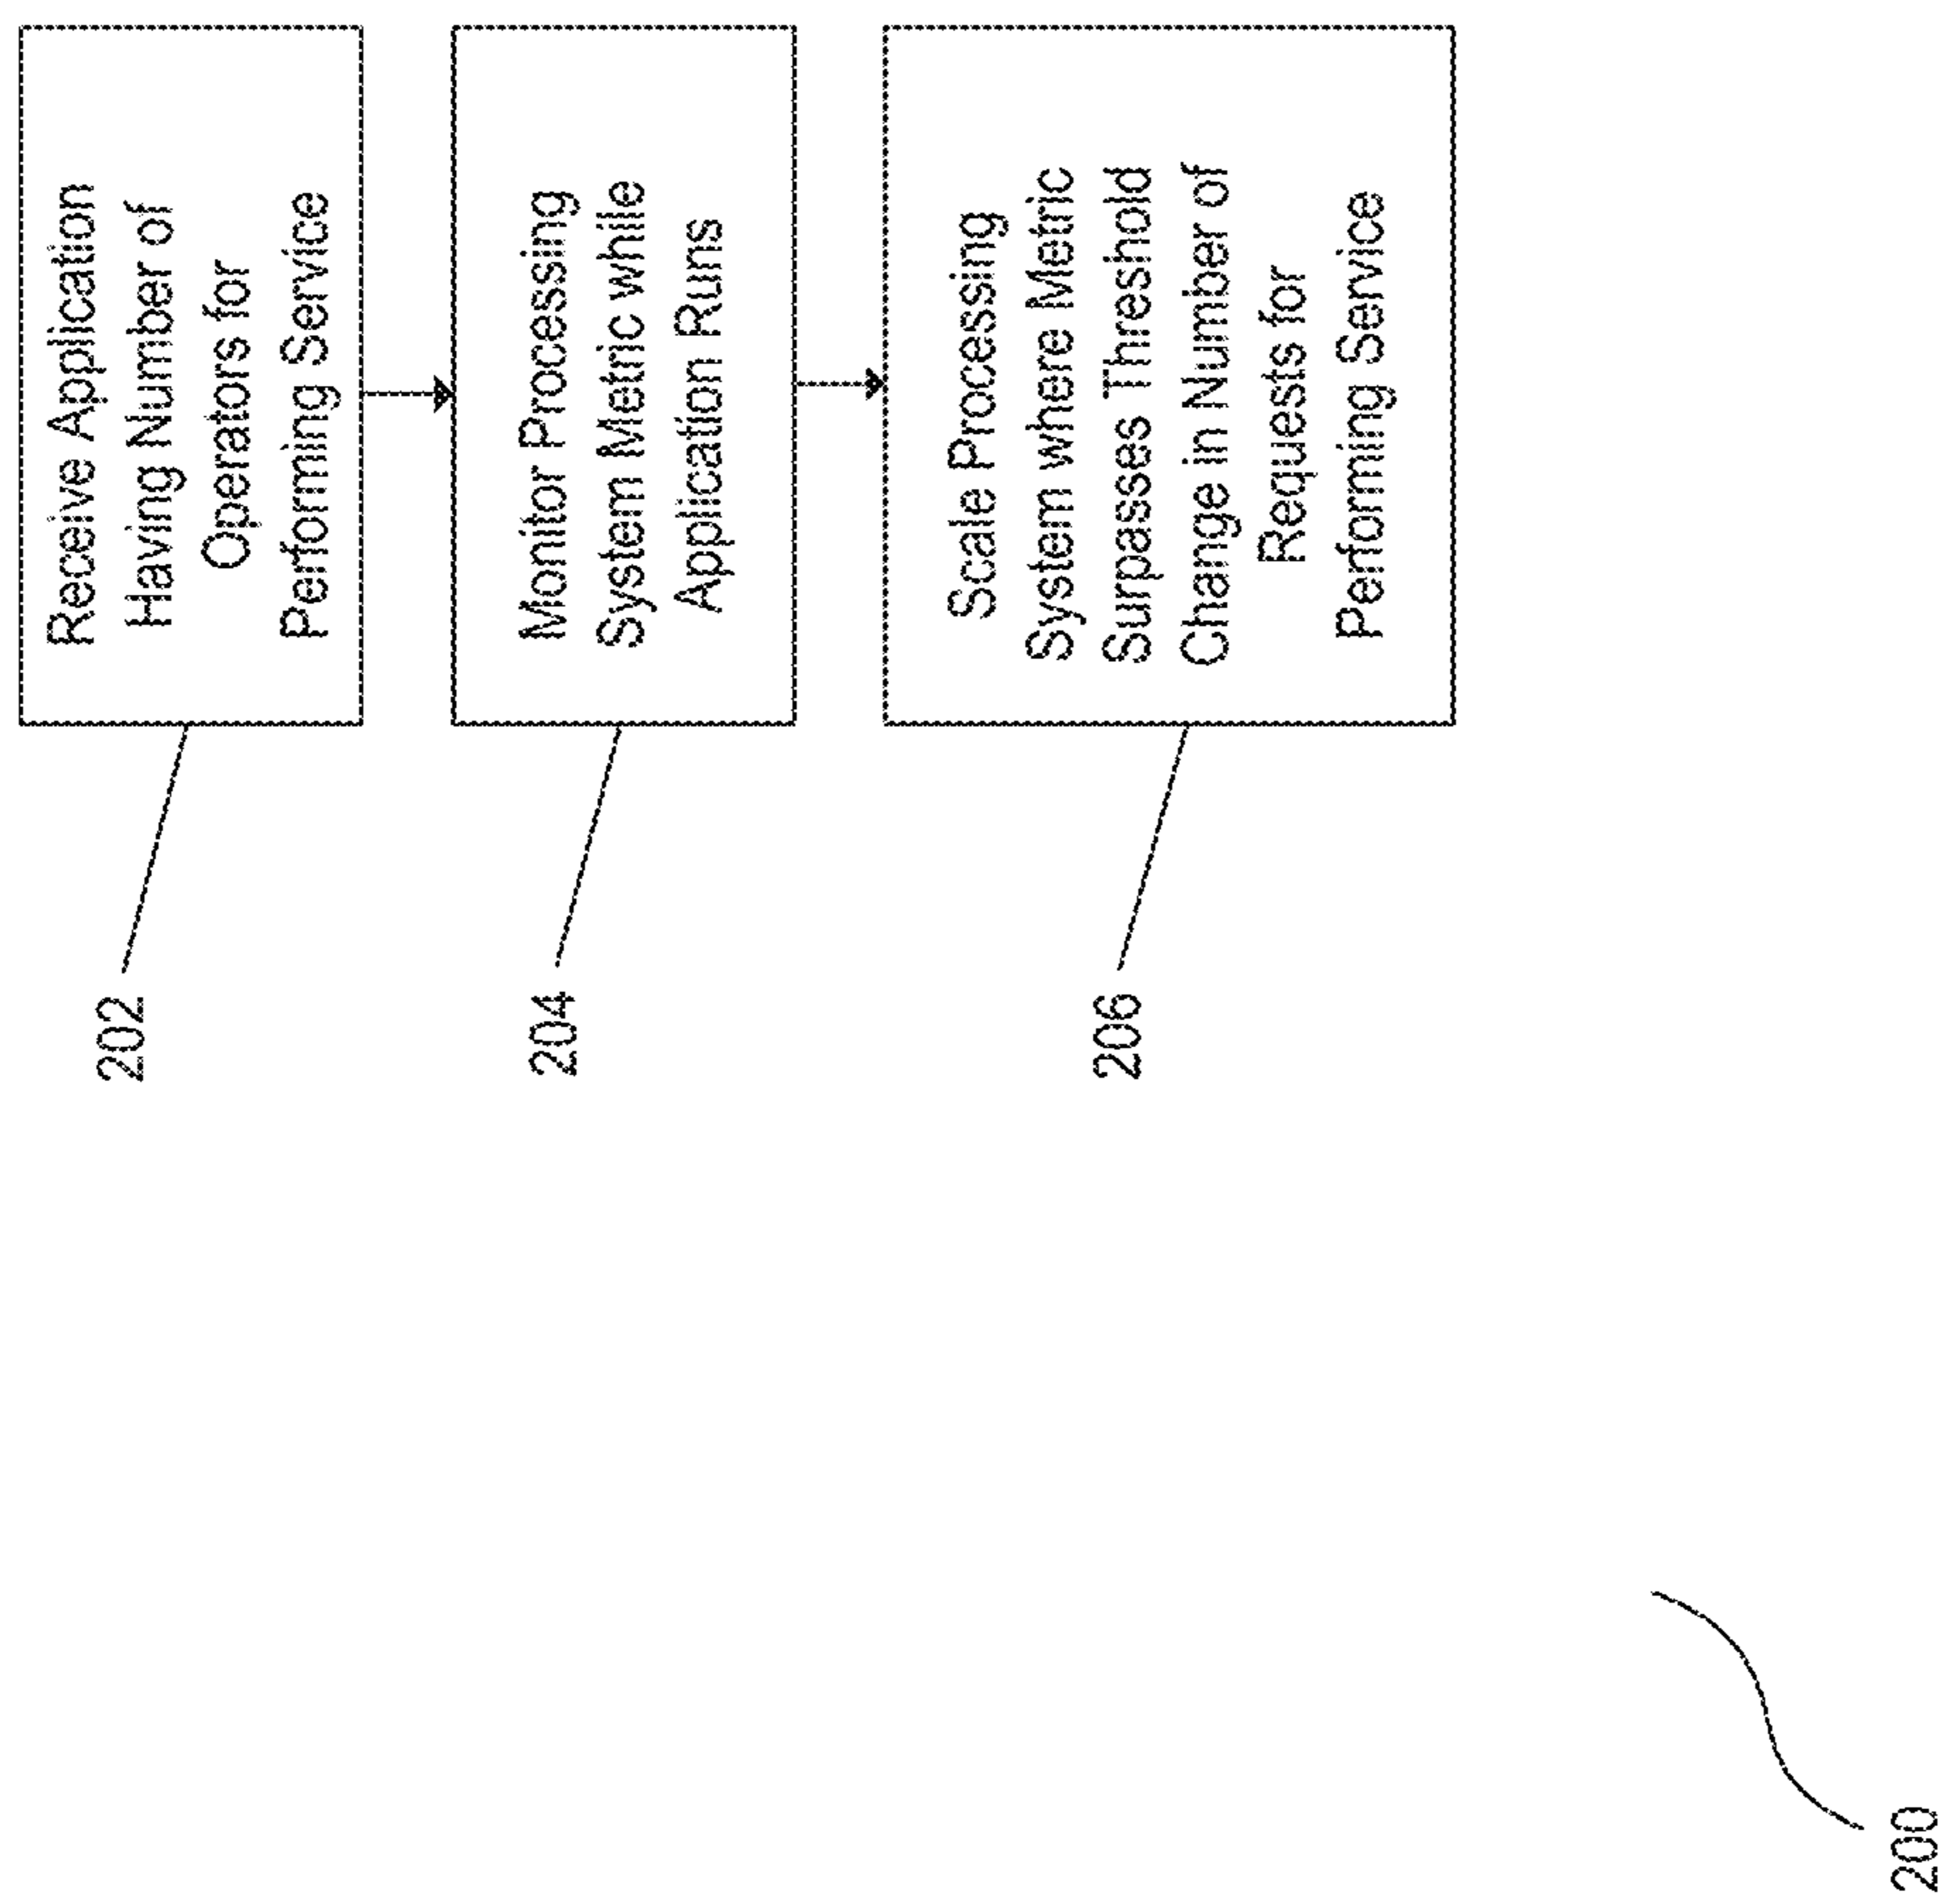 202
Receive Application
Having Number of
Operators for
Performing Service
204
Monitor Processing
System Metric while
Application Runs
206
Scale Processing
System where Metric
Surpasses Threshold
Change in Number of
Requests for
Performing Service
200